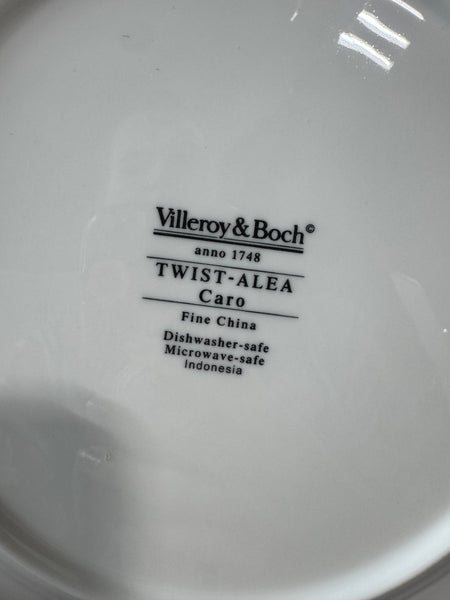 Villeroy & Boch©
anno 1748
TWIST-ALEA
Caro
Fine China
Dishwasher-safe
Microwave-safe
Indonesia